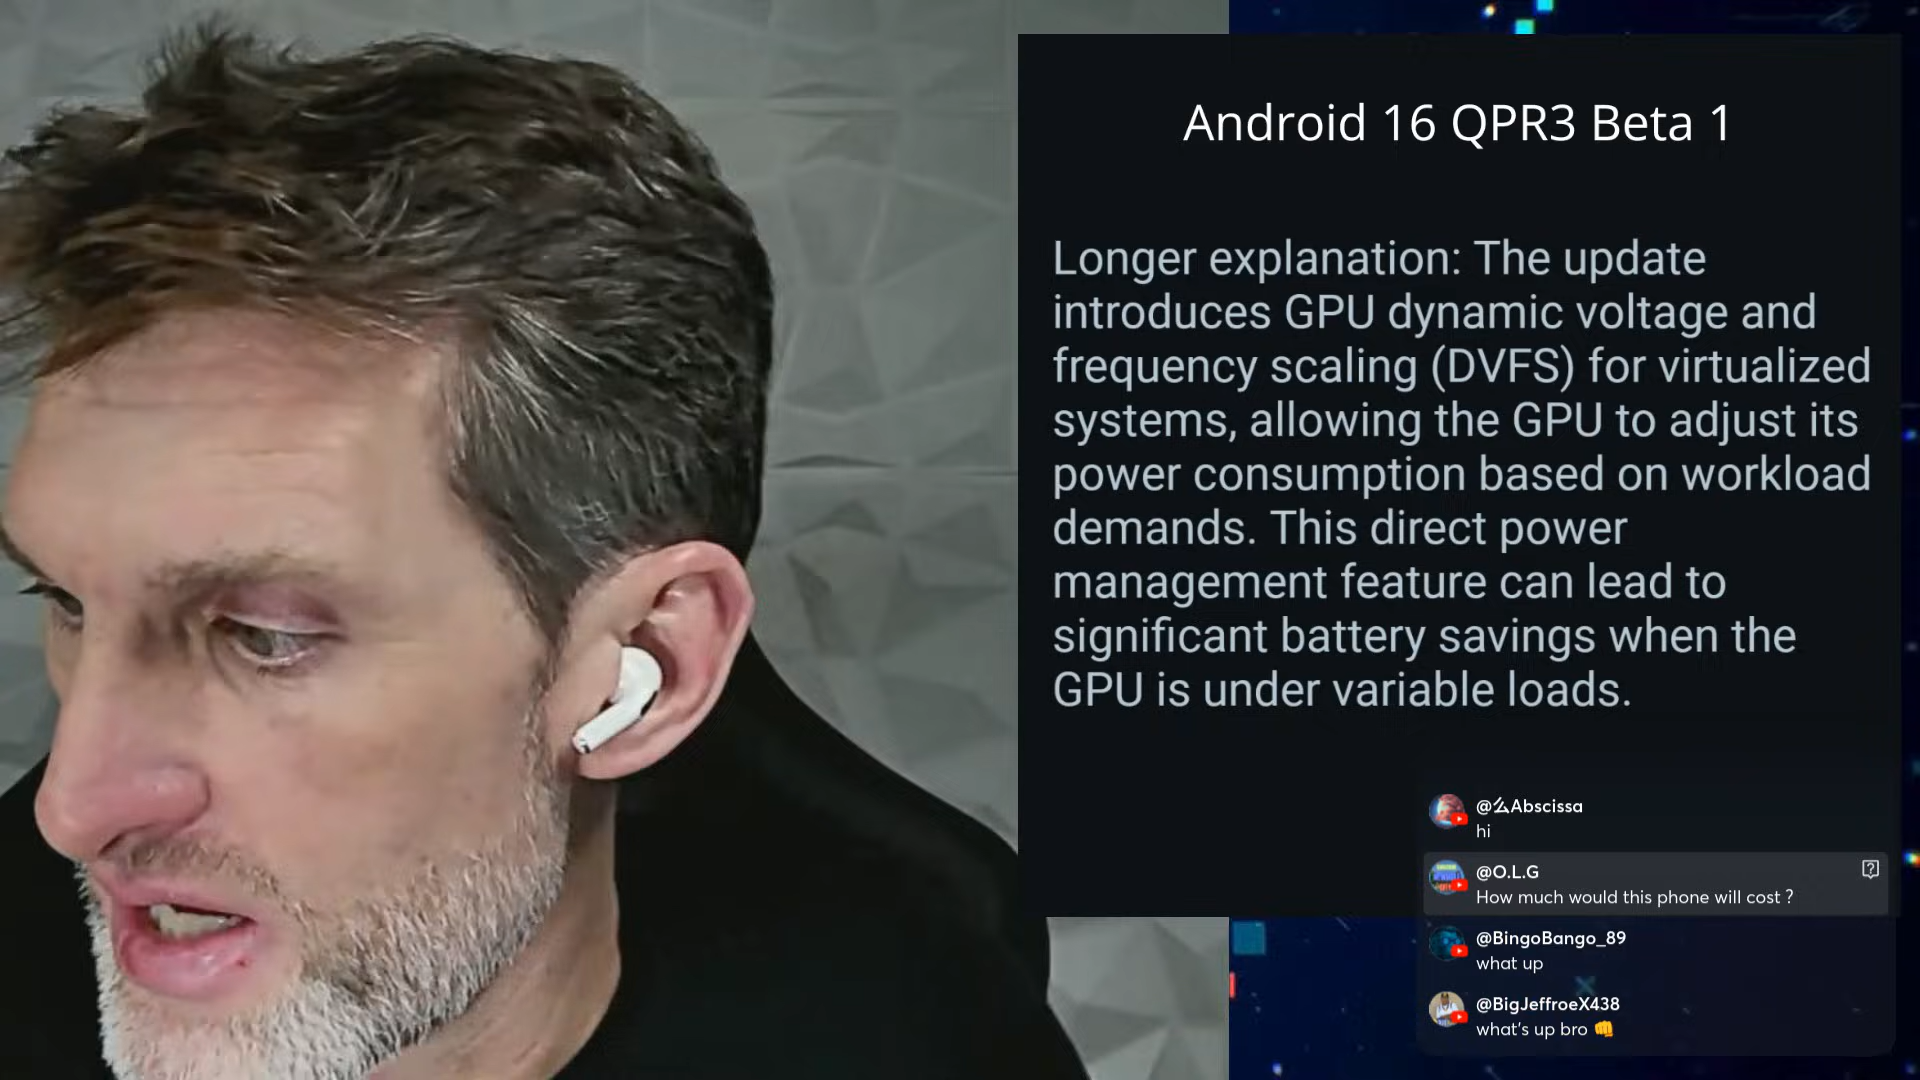 Android 16 QPR3 Beta 1
Longer explanation: The update
introduces GPU dynamic voltage and
frequency scaling (DVFS) for virtualized
systems, allowing the GPU to adjust its
power consumption based on workload
demands. This direct power
management feature can lead to
significant battery savings when the
GPU is under variable loads.
@么Abscissa
hi
@O.L.G
How much would this phone will cost ?
@BingoBango_89
what up
@BigJeffroeX438
what's up bro 👊